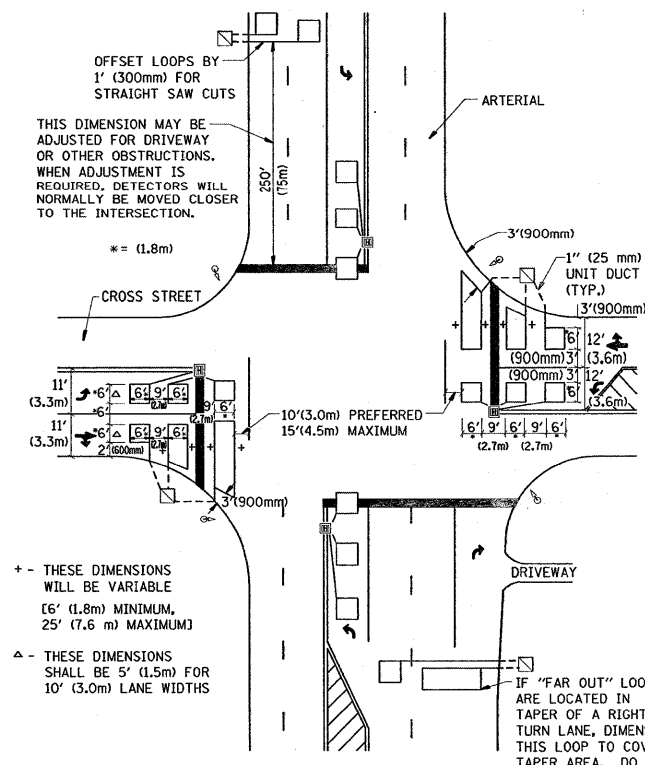 OFFSET LOOPS BY
1' (300mm) FOR
STRAIGHT SAW CUTS
ARTERIAL
THIS DIMENSION MAY BE
ADJUSTED FOR DRIVEWAY
OR OTHER OBSTRUCTIONS.
WHEN ADJUSTMENT IS
REQUIRED, DETECTORS WILL
NORMALLY BE MOVED CLOSER
TO THE INTERSECTION.
250'
(75m)
* = (1.8m)
H
3'(900mm)
1" (25 mm)
UNIT DUCT
(TYP.)
CROSS STREET
3'(900mm)
+ + +
*6' 12'
(900mm) 3' (3.6m)
(900mm) 3' 12'
*6'
(3.6m)
H
H
11' *6' △ 6' 9' 6'
(3.3m) (2.7m)
*6' 9' 6'
(2.7m) *
11' *6' △ 6' 9' 6'
(3.3m) (2.7m) + +
2' (600mm)
10'(3.0m) PREFERRED
15'(4.5m) MAXIMUM
6' 9' 6' 9' 6'
* * *
(2.7m) (2.7m)
3'(900mm)
H
+ - THESE DIMENSIONS
WILL BE VARIABLE
[6' (1.8m) MINIMUM,
25' (7.6 m) MAXIMUM]
DRIVEWAY
△ - THESE DIMENSIONS
SHALL BE 5' (1.5m) FOR
10' (3.0m) LANE WIDTHS
IF "FAR OUT" LOO
ARE LOCATED IN
TAPER OF A RIGHT
TURN LANE, DIMENS
THIS LOOP TO COV
TAPER AREA. DO